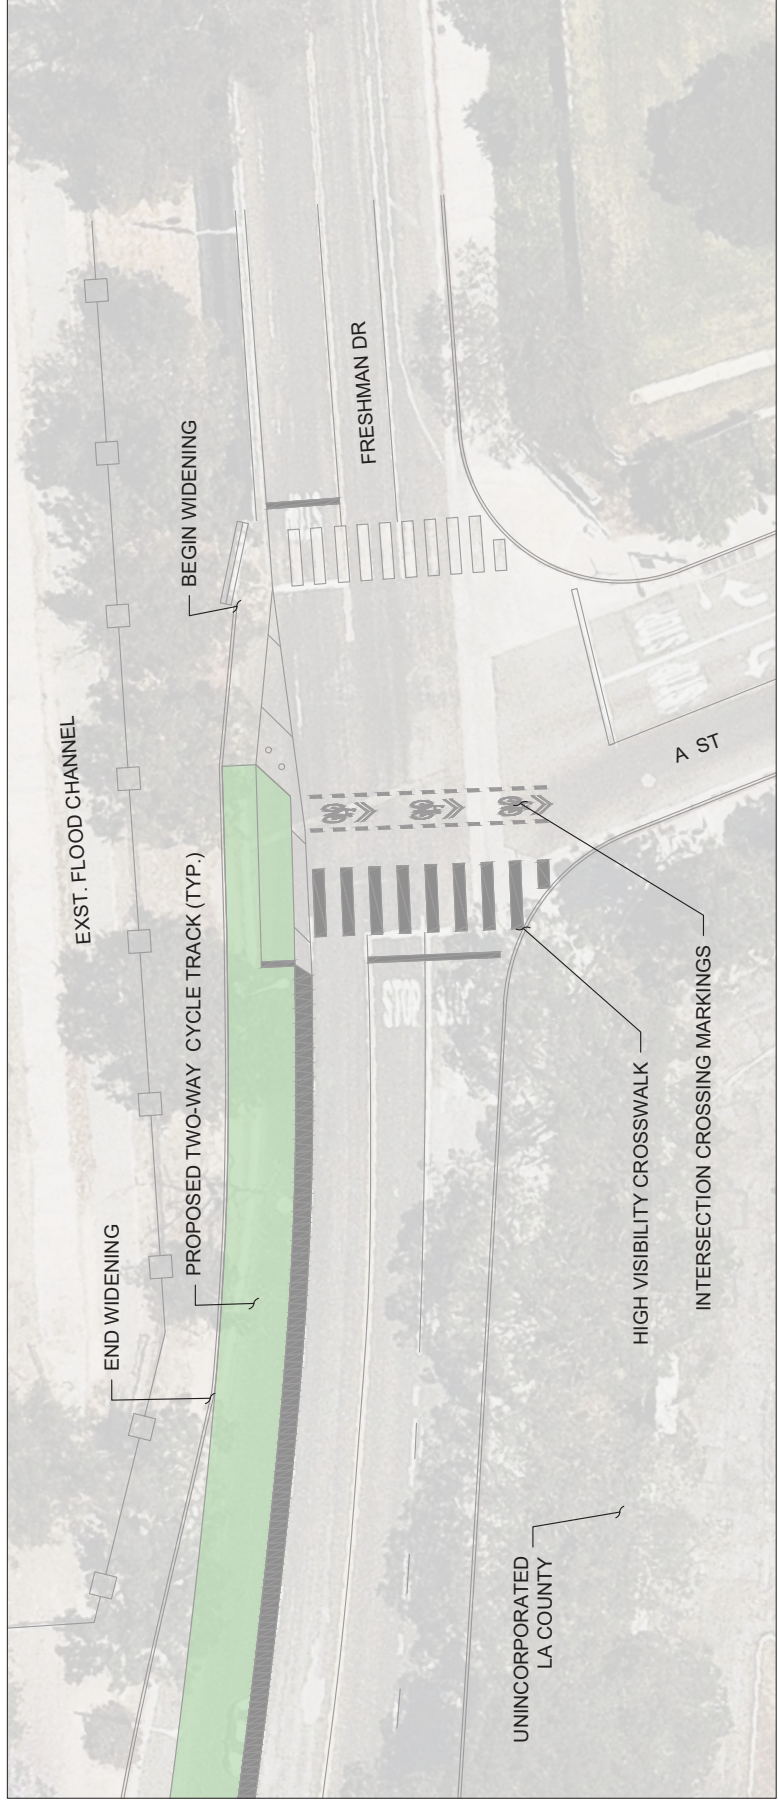 EXST. FLOOD CHANNEL
END WIDENING
PROPOSED TWO-WAY CYCLE TRACK (TYP.)
BEGIN WIDENING
FRESHMAN DR
A ST
UNINCORPORATED
LA COUNTY
HIGH VISIBILITY CROSSWALK
INTERSECTION CROSSING MARKINGS
STOP